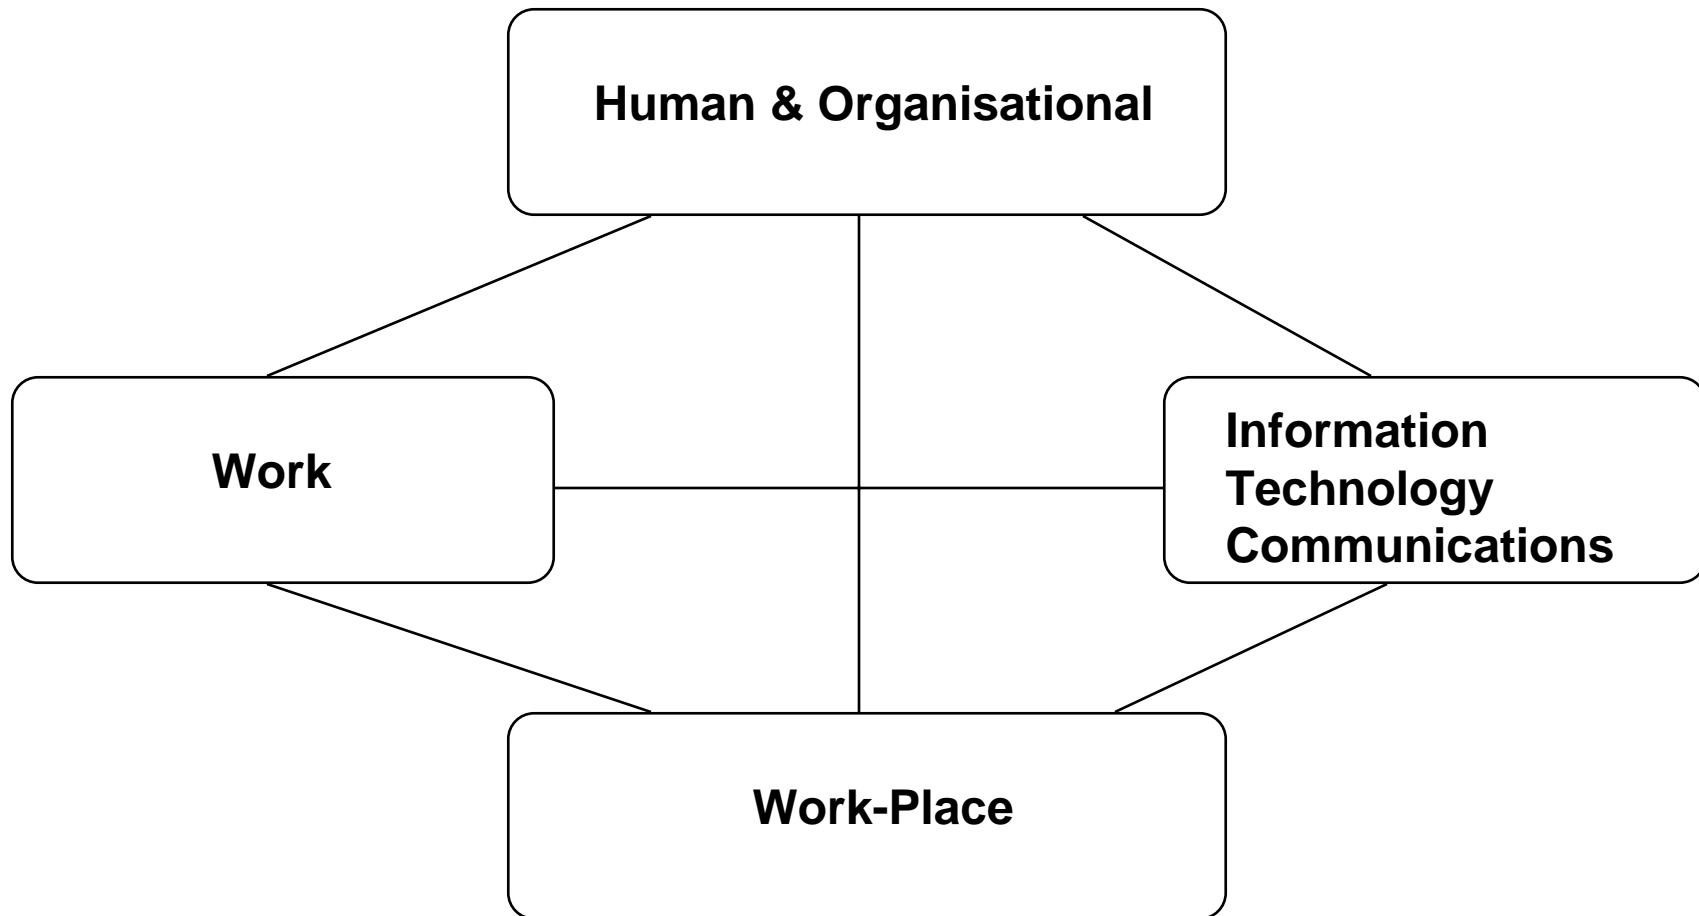 Human & Organisational
Work
Information
Technology
Communications
Work-Place